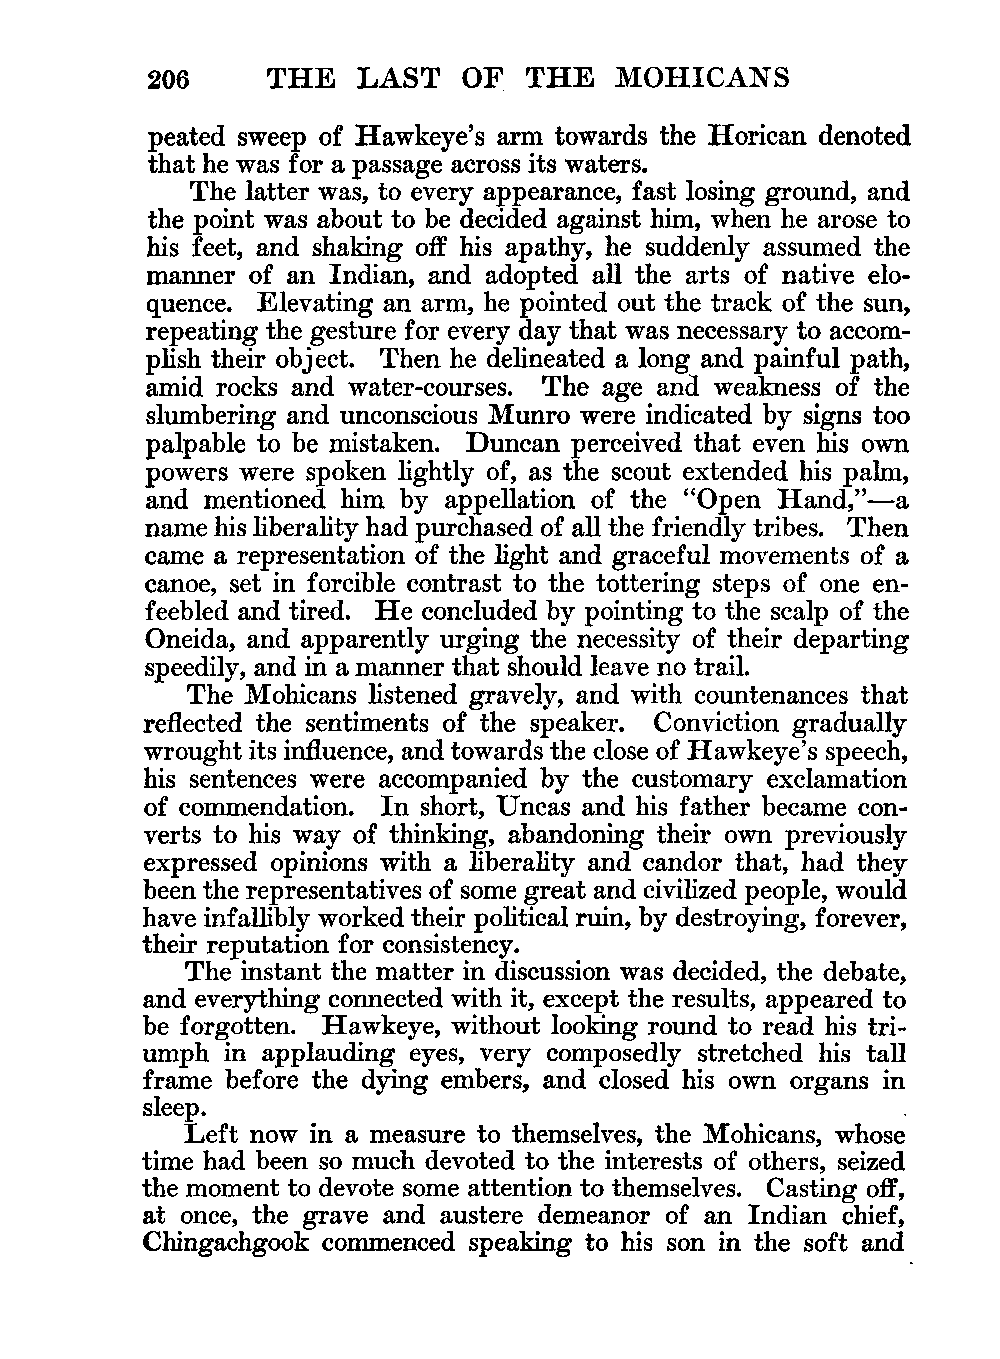 206 THE LAST OF THE MOHICANS
peated sweep of Hawkeye's arm towards the Horican denoted
that he was for a passage across its waters.
The latter was, to every appearance, fast losing ground, and
the point was about to be decided against him, when he arose to
his feet, and shaking off his apathy, he suddenly assumed the
manner of an Indian, and adopted all the arts of native elo-
quence. Elevating an arm, he pointed out the track of the sun,
repeating the gesture for every day that was necessary to accom-
plish their object. Then he delineated a long and painful path,
amid rocks and water-courses. The age and weakness of the
slumbering and unconscious Munro were indicated by signs too
palpable to be mistaken. Duncan perceived that even his own
powers were spoken lightly of, as the scout extended his palm,
and mentioned him by appellation of the “Open Hand,”—a
name his liberality had purchased of all the friendly tribes. Then
came a representation of the light and graceful movements of a
canoe, set in forcible contrast to the tottering steps of one en-
feebled and tired. He concluded by pointing to the scalp of the
Oneida, and apparently urging the necessity of their departing
speedily, and in a manner that should leave no trail.
The Mohicans listened gravely, and with countenances that
reflected the sentiments of the speaker. Conviction gradually
wrought its influence, and towards the close of Hawkeye's speech,
his sentences were accompanied by the customary exclamation
of commendation. In short, Uncas and his father became con-
verts to his way of thinking, abandoning their own previously
expressed opinions with a liberality and candor that, had they
been the representatives of some great and civilized people, would
have infallibly worked their political ruin, by destroying, forever,
their reputation for consistency.
The instant the matter in discussion was decided, the debate,
and everything connected with it, except the results, appeared to
be forgotten. Hawkeye, without looking round to read his tri-
umph in applauding eyes, very composedly stretched his tall
frame before the dying embers, and closed his own organs in
sleep.
Left now in a measure to themselves, the Mohicans, whose
time had been so much devoted to the interests of others, seized
the moment to devote some attention to themselves. Casting off,
at once, the grave and austere demeanor of an Indian chief,
Chingachgook commenced speaking to his son in the soft and